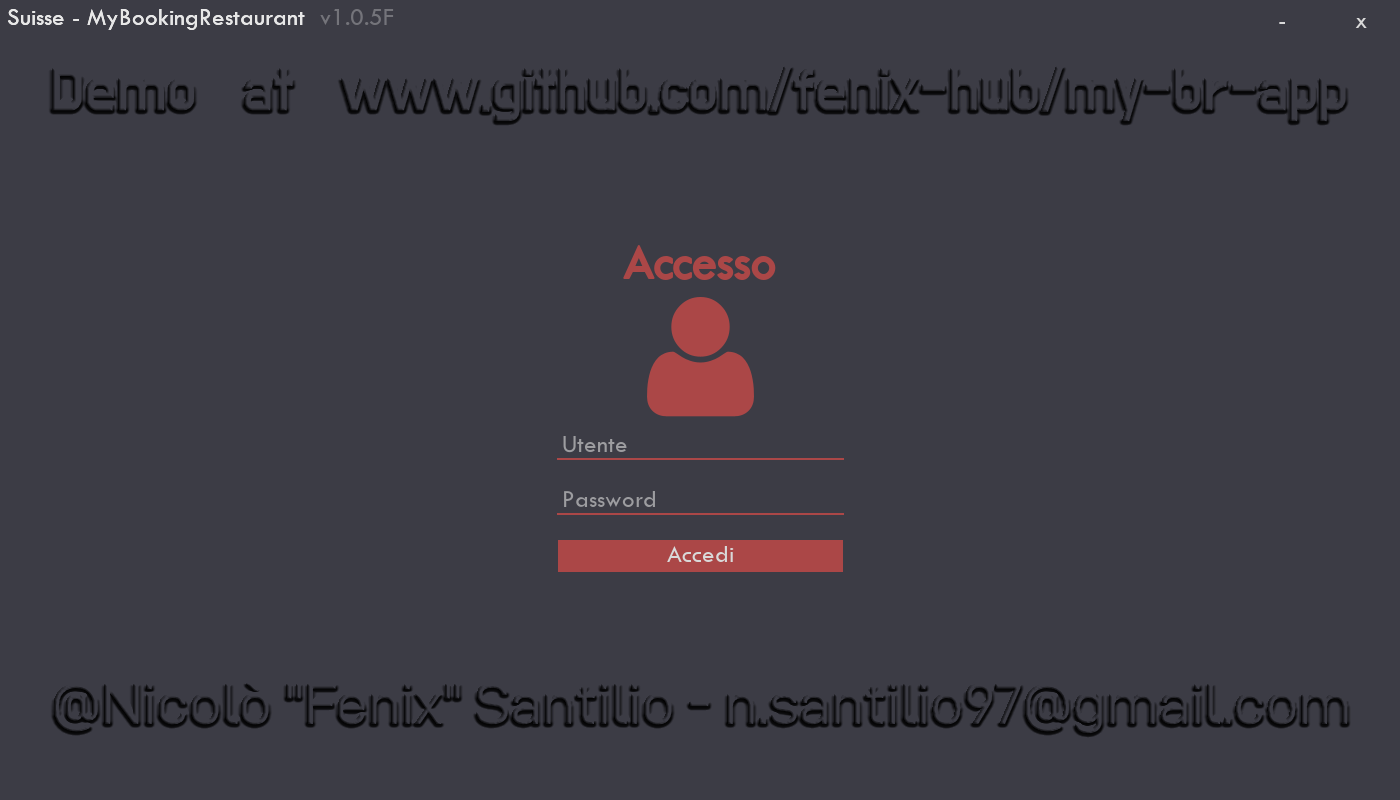 Suisse - MyBookingRestaurant v1.0.5F - x
Demo at www.github.com/fenix-hub/my-br-app
Accesso
Utente
Password
Accedi
@Nicolò "Fenix" Santilio - n.santilio97@gmail.com